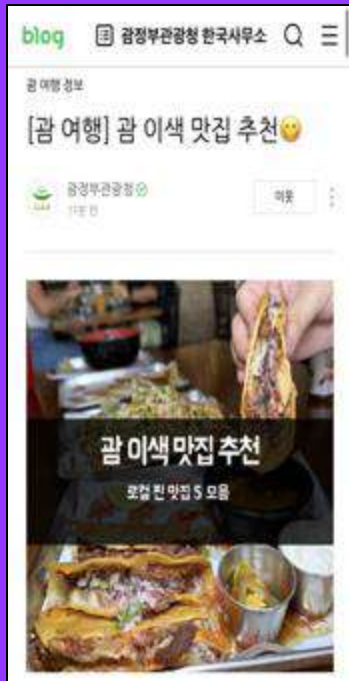 blog 괌정부관광청 한국사무소
괌 여행 정보
[괌 여행] 괌 이색 맛집 추천😋
괌정부관광청
이웃
괌 이색 맛집 추천
로컬 찐 맛집 5 모음